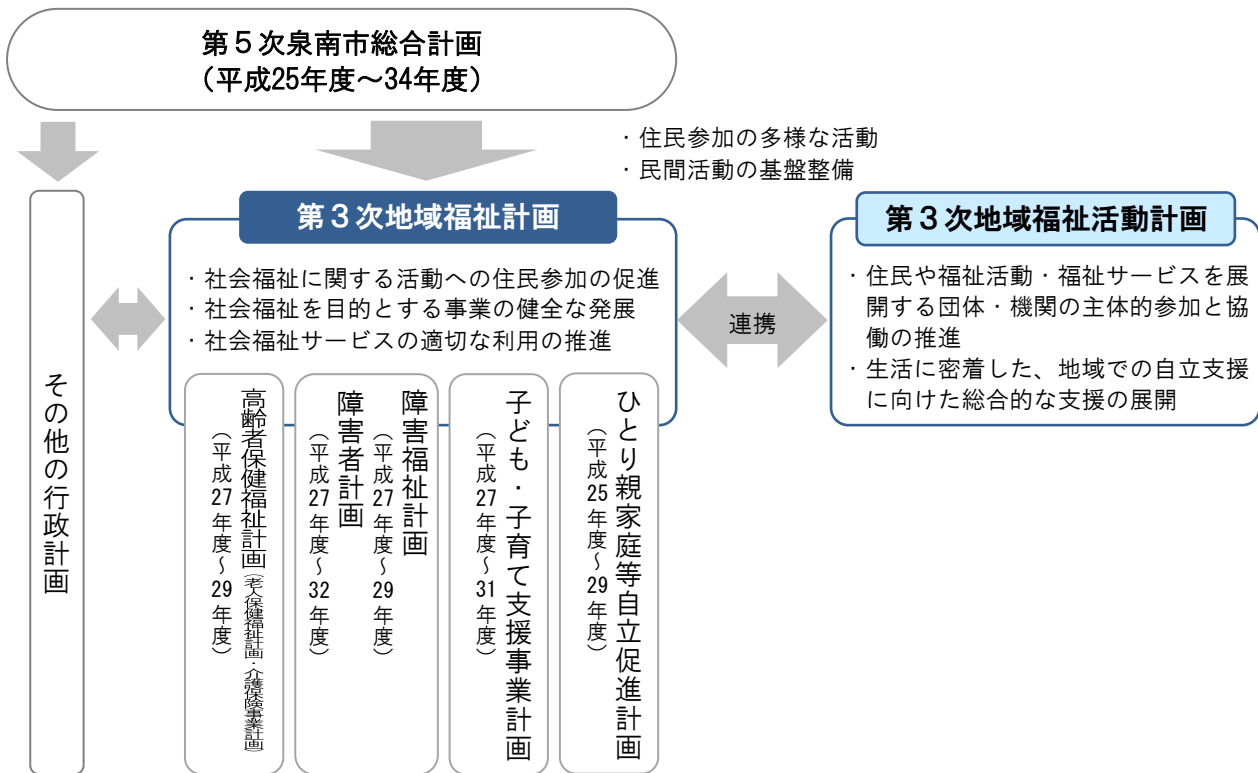 第５次泉南市総合計画
（平成25年度～34年度）
・住民参加の多様な活動
・民間活動の基盤整備
その他の行政計画
第３次地域福祉計画
・社会福祉に関する活動への住民参加の促進
・社会福祉を目的とする事業の健全な発展
・社会福祉サービスの適切な利用の推進
連携
第３次地域福祉活動計画
・住民や福祉活動・福祉サービスを展
開する団体・機関の主体的参加と協
働の推進
・生活に密着した、地域での自立支援
に向けた総合的な支援の展開
高齢者保健福祉計画（老人保健福祉計画・介護保険事業計画）
（平成27年度～29年度）
障害者計画
（平成27年度～32年度）
障害福祉計画
（平成27年度～29年度）
子ども・子育て支援事業計画
（平成27年度～31年度）
ひとり親家庭等自立促進計画
（平成25年度～29年度）